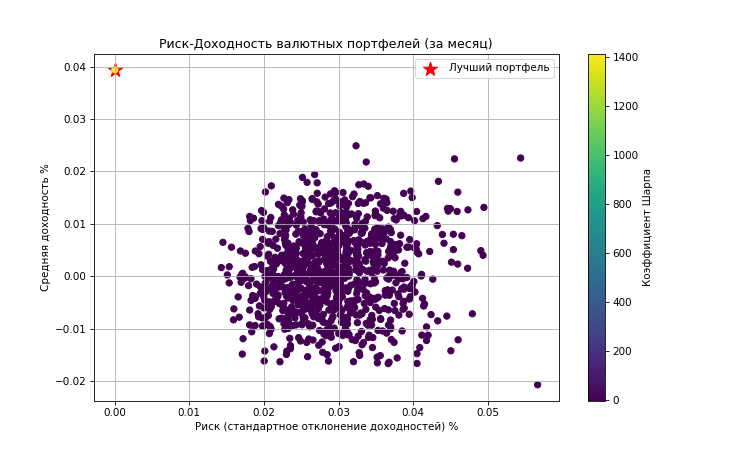 Риск-Доходность валютных портфелей (за месяц)
Лучший портфель
Средняя доходность %
0.04
0.03
0.02
0.01
0.00
−0.01
−0.02
0.00 0.01 0.02 0.03 0.04 0.05
Риск (стандартное отклонение доходностей) %
1400
1200
1000
800
600
400
200
0
Коэффициент Шарпа